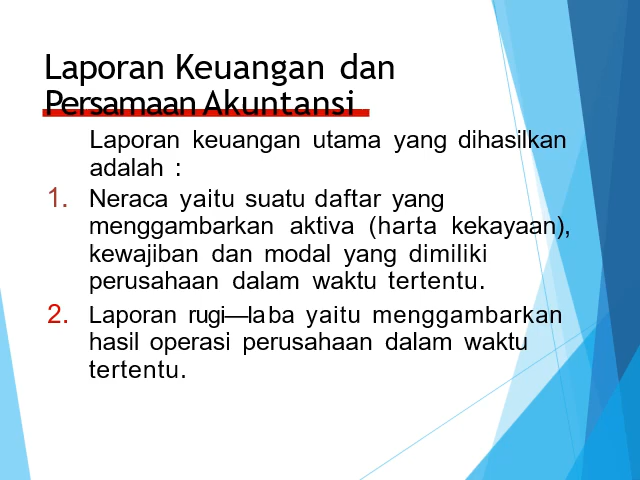 Laporan Keuangan dan
Persamaan Akuntansi
Laporan keuangan utama yang dihasilkan
adalah :
1. Neraca yaitu suatu daftar yang
menggambarkan aktiva (harta kekayaan),
kewajiban dan modal yang dimiliki
perusahaan dalam waktu tertentu.
2. Laporan rugi—laba yaitu menggambarkan
hasil operasi perusahaan dalam waktu
tertentu.